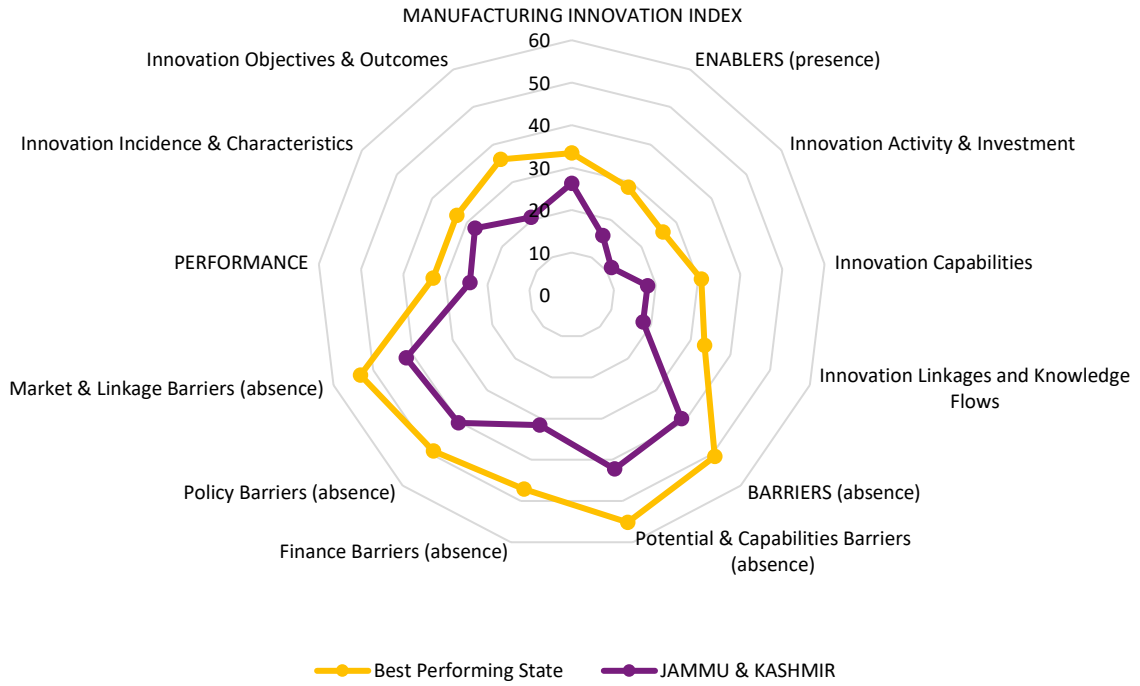 MANUFACTURING INNOVATION INDEX
60
50
40
30
20
10
0
ENABLERS (presence)
Innovation Activity & Investment
Innovation Capabilities
Innovation Linkages and Knowledge
Flows
BARRIERS (absence)
Potential & Capabilities Barriers
(absence)
Finance Barriers (absence)
Policy Barriers (absence)
Market & Linkage Barriers (absence)
PERFORMANCE
Innovation Incidence & Characteristics
Innovation Objectives & Outcomes
Best Performing State
JAMMU & KASHMIR